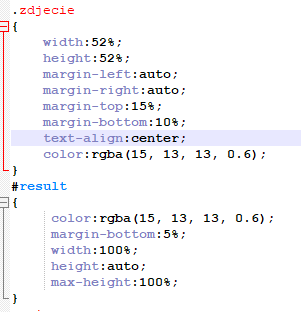 .zdjecie
{
width:52%;
height:52%;
margin-left:auto;
margin-right:auto;
margin-top:15%;
margin-bottom:10%;
text-align:center;
color:rgba(15, 13, 13, 0.6);
}
#result
{
color:rgba(15, 13, 13, 0.6);
margin-bottom:5%;
width:100%;
height:auto;
max-height:100%;
}